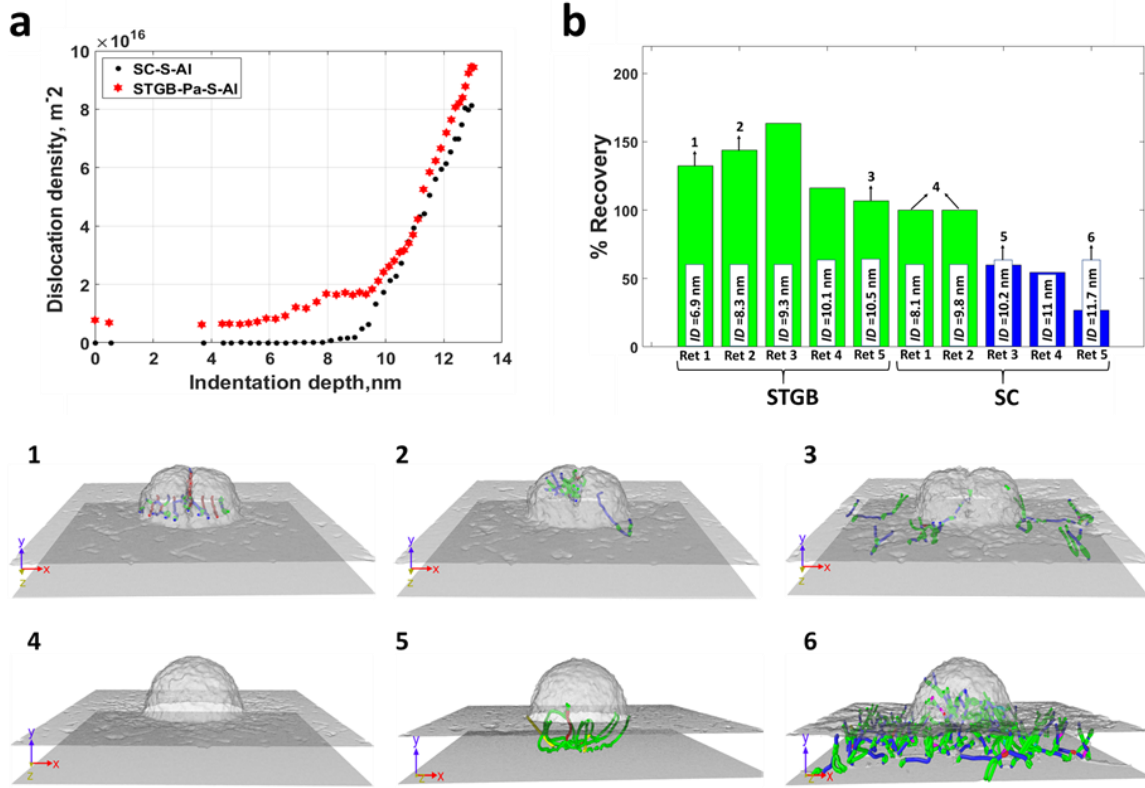 a
× 10^16
SC-S-Al
STGB-Pa-S-Al
Dislocation density, m^-2
10
8
6
4
2
0
0 2 4 6 8 10 12 14
Indentation depth,nm
b
% Recovery
200
150
100
50
0
1 2 3 4 5 6
ID =6.9 nm
ID =8.3 nm
ID =9.3 nm
ID =10.1 nm
ID =10.5 nm
ID =8.1 nm
ID =9.8 nm
ID =10.2 nm
ID =11 nm
ID =11.7 nm
Ret 1 Ret 2 Ret 3 Ret 4 Ret 5 Ret 1 Ret 2 Ret 3 Ret 4 Ret 5
STGB SC
1
y
x
z
2
y
x
z
3
y
x
z
4
y
x
z
5
y
x
z
6
y
x
z